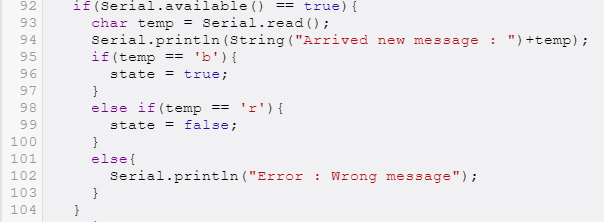 92 if(Serial.available() == true){
93 char temp = Serial.read();
94 Serial.println(String("Arrived new message : ")+temp);
95 if(temp == 'b'){
96 state = true;
97 }
98 else if(temp == 'r'){
99 state = false;
100 }
101 else{
102 Serial.println("Error : Wrong message");
103 }
104 }